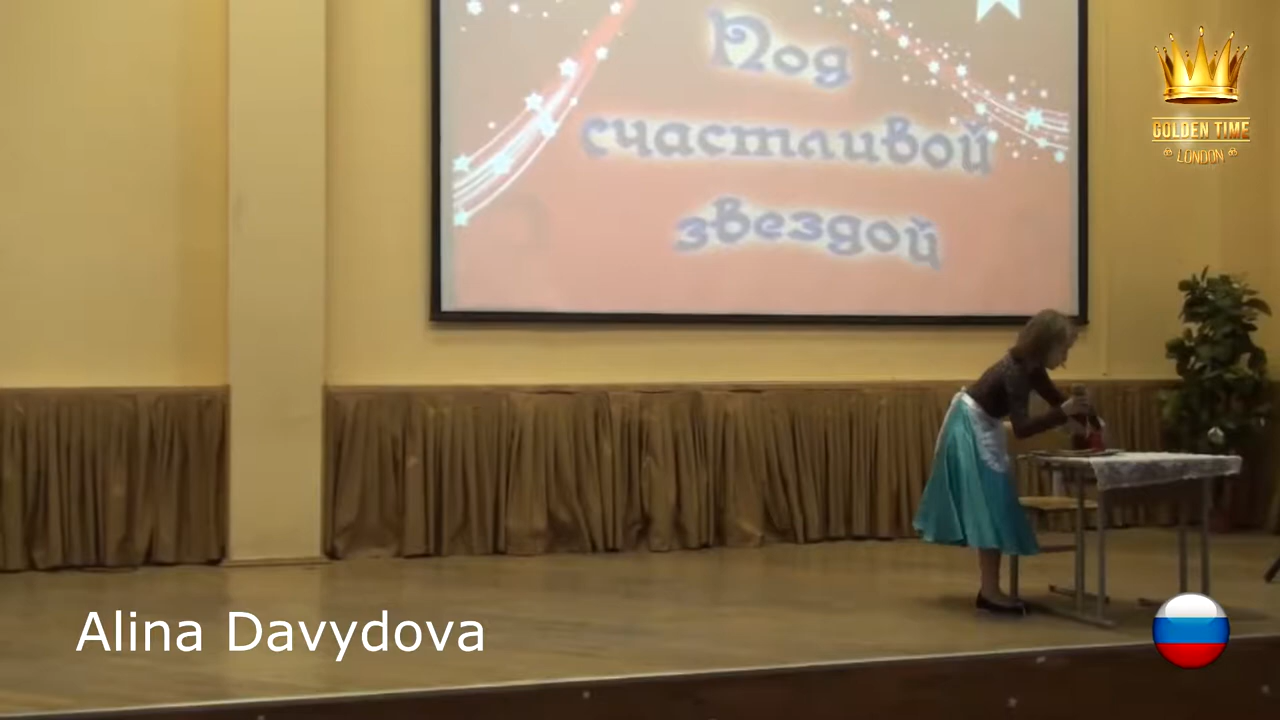 Под
счастливой
звездой
GOLDEN TIME
LONDON
Alina Davydova